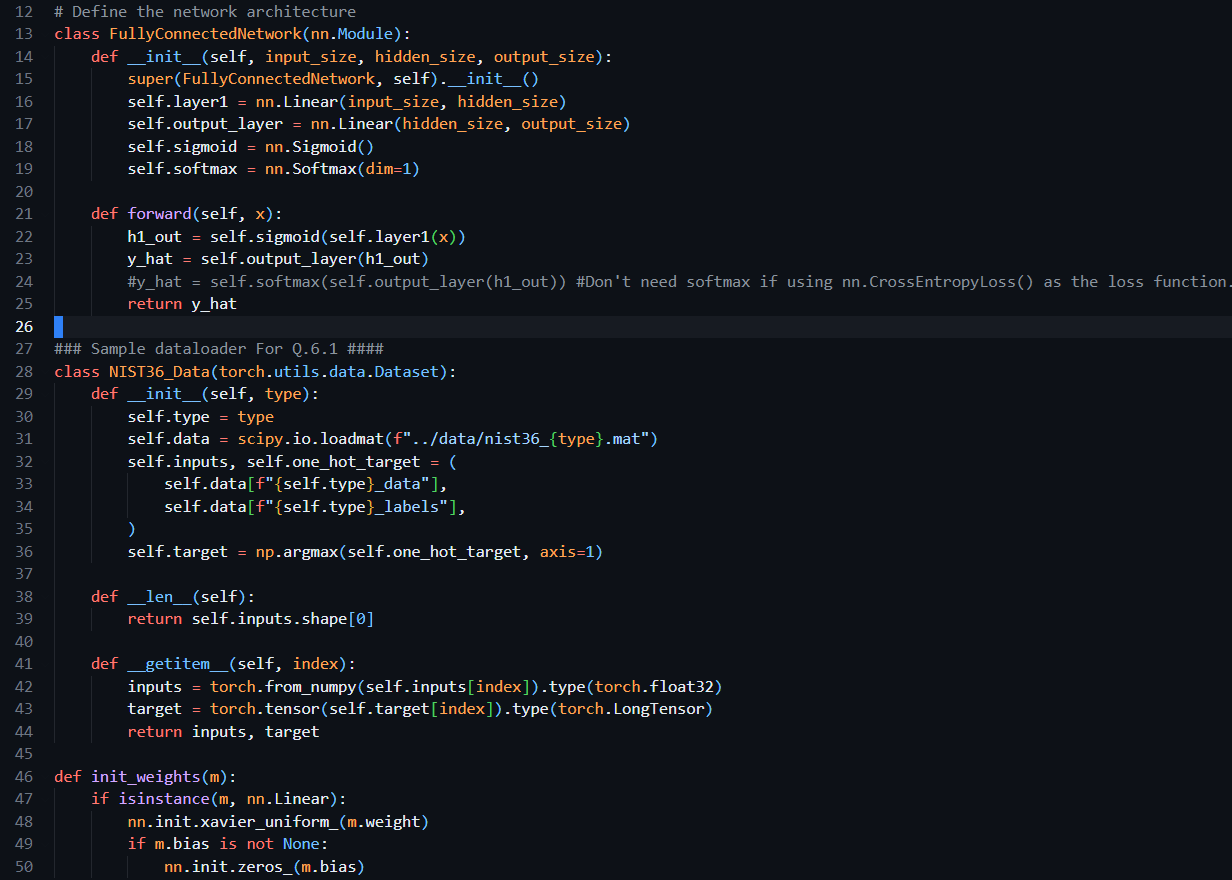 12 # Define the network architecture
13 class FullyConnectedNetwork(nn.Module):
14     def __init__(self, input_size, hidden_size, output_size):
15         super(FullyConnectedNetwork, self).__init__()
16         self.layer1 = nn.Linear(input_size, hidden_size)
17         self.output_layer = nn.Linear(hidden_size, output_size)
18         self.sigmoid = nn.Sigmoid()
19         self.softmax = nn.Softmax(dim=1)
20
21     def forward(self, x):
22         h1_out = self.sigmoid(self.layer1(x))
23         y_hat = self.output_layer(h1_out)
24         #y_hat = self.softmax(self.output_layer(h1_out)) #Don't need softmax if using nn.CrossEntropyLoss() as the loss function.
25         return y_hat
26
27 ### Sample dataloader For Q.6.1 ####
28 class NIST36_Data(torch.utils.data.Dataset):
29     def __init__(self, type):
30         self.type = type
31         self.data = scipy.io.loadmat(f"../data/nist36_{type}.mat")
32         self.inputs, self.one_hot_target = (
33             self.data[f"{self.type}_data"],
34             self.data[f"{self.type}_labels"],
35         )
36         self.target = np.argmax(self.one_hot_target, axis=1)
37
38     def __len__(self):
39         return self.inputs.shape[0]
40
41     def __getitem__(self, index):
42         inputs = torch.from_numpy(self.inputs[index]).type(torch.float32)
43         target = torch.tensor(self.target[index]).type(torch.LongTensor)
44         return inputs, target
45
46 def init_weights(m):
47     if isinstance(m, nn.Linear):
48         nn.init.xavier_uniform_(m.weight)
49         if m.bias is not None:
50             nn.init.zeros_(m.bias)